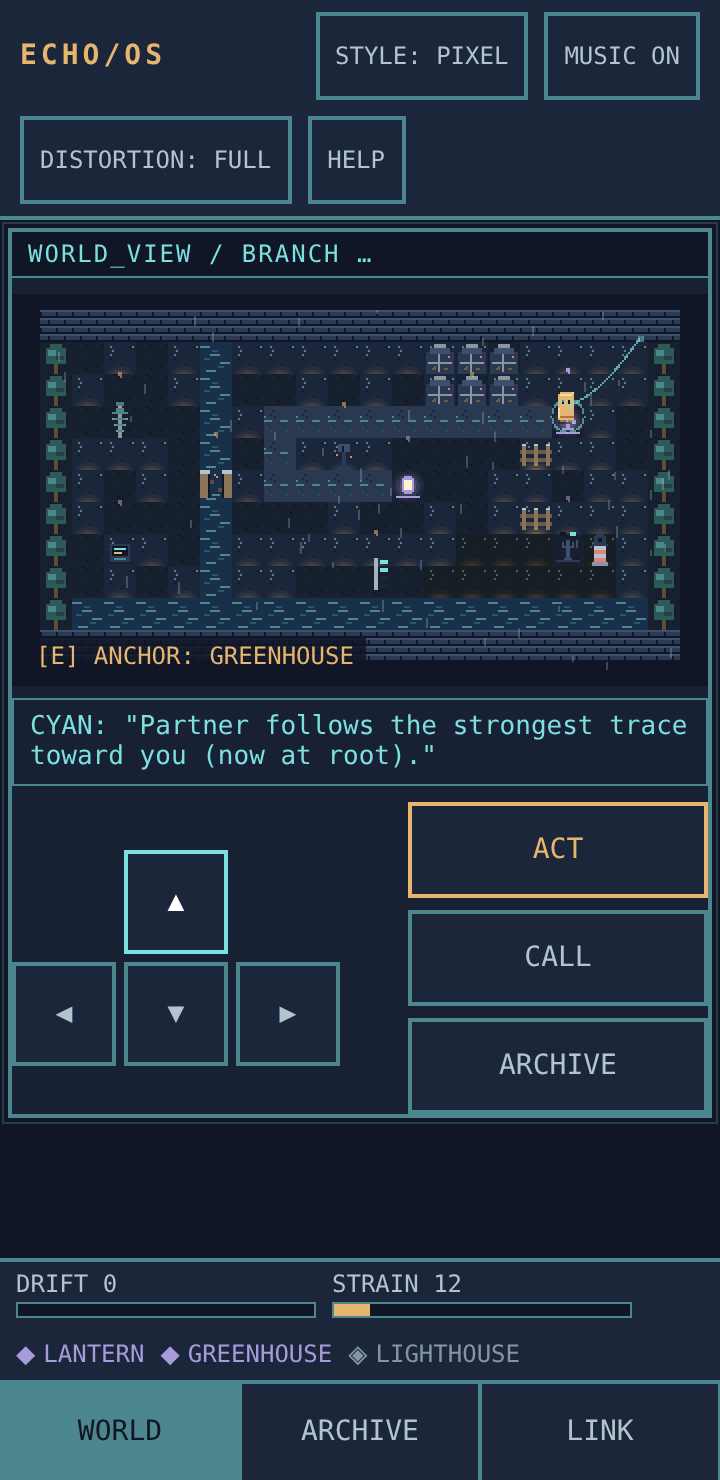 ECHO/OS
STYLE: PIXEL
MUSIC ON
DISTORTION: FULL
HELP
WORLD_VIEW / BRANCH …
[E] ANCHOR: GREENHOUSE
CYAN: "Partner follows the strongest trace
toward you (now at root)."
▲
◀
▼
▶
ACT
CALL
ARCHIVE
DRIFT 0
STRAIN 12
◆ LANTERN ◆ GREENHOUSE ◈ LIGHTHOUSE
WORLD
ARCHIVE
LINK